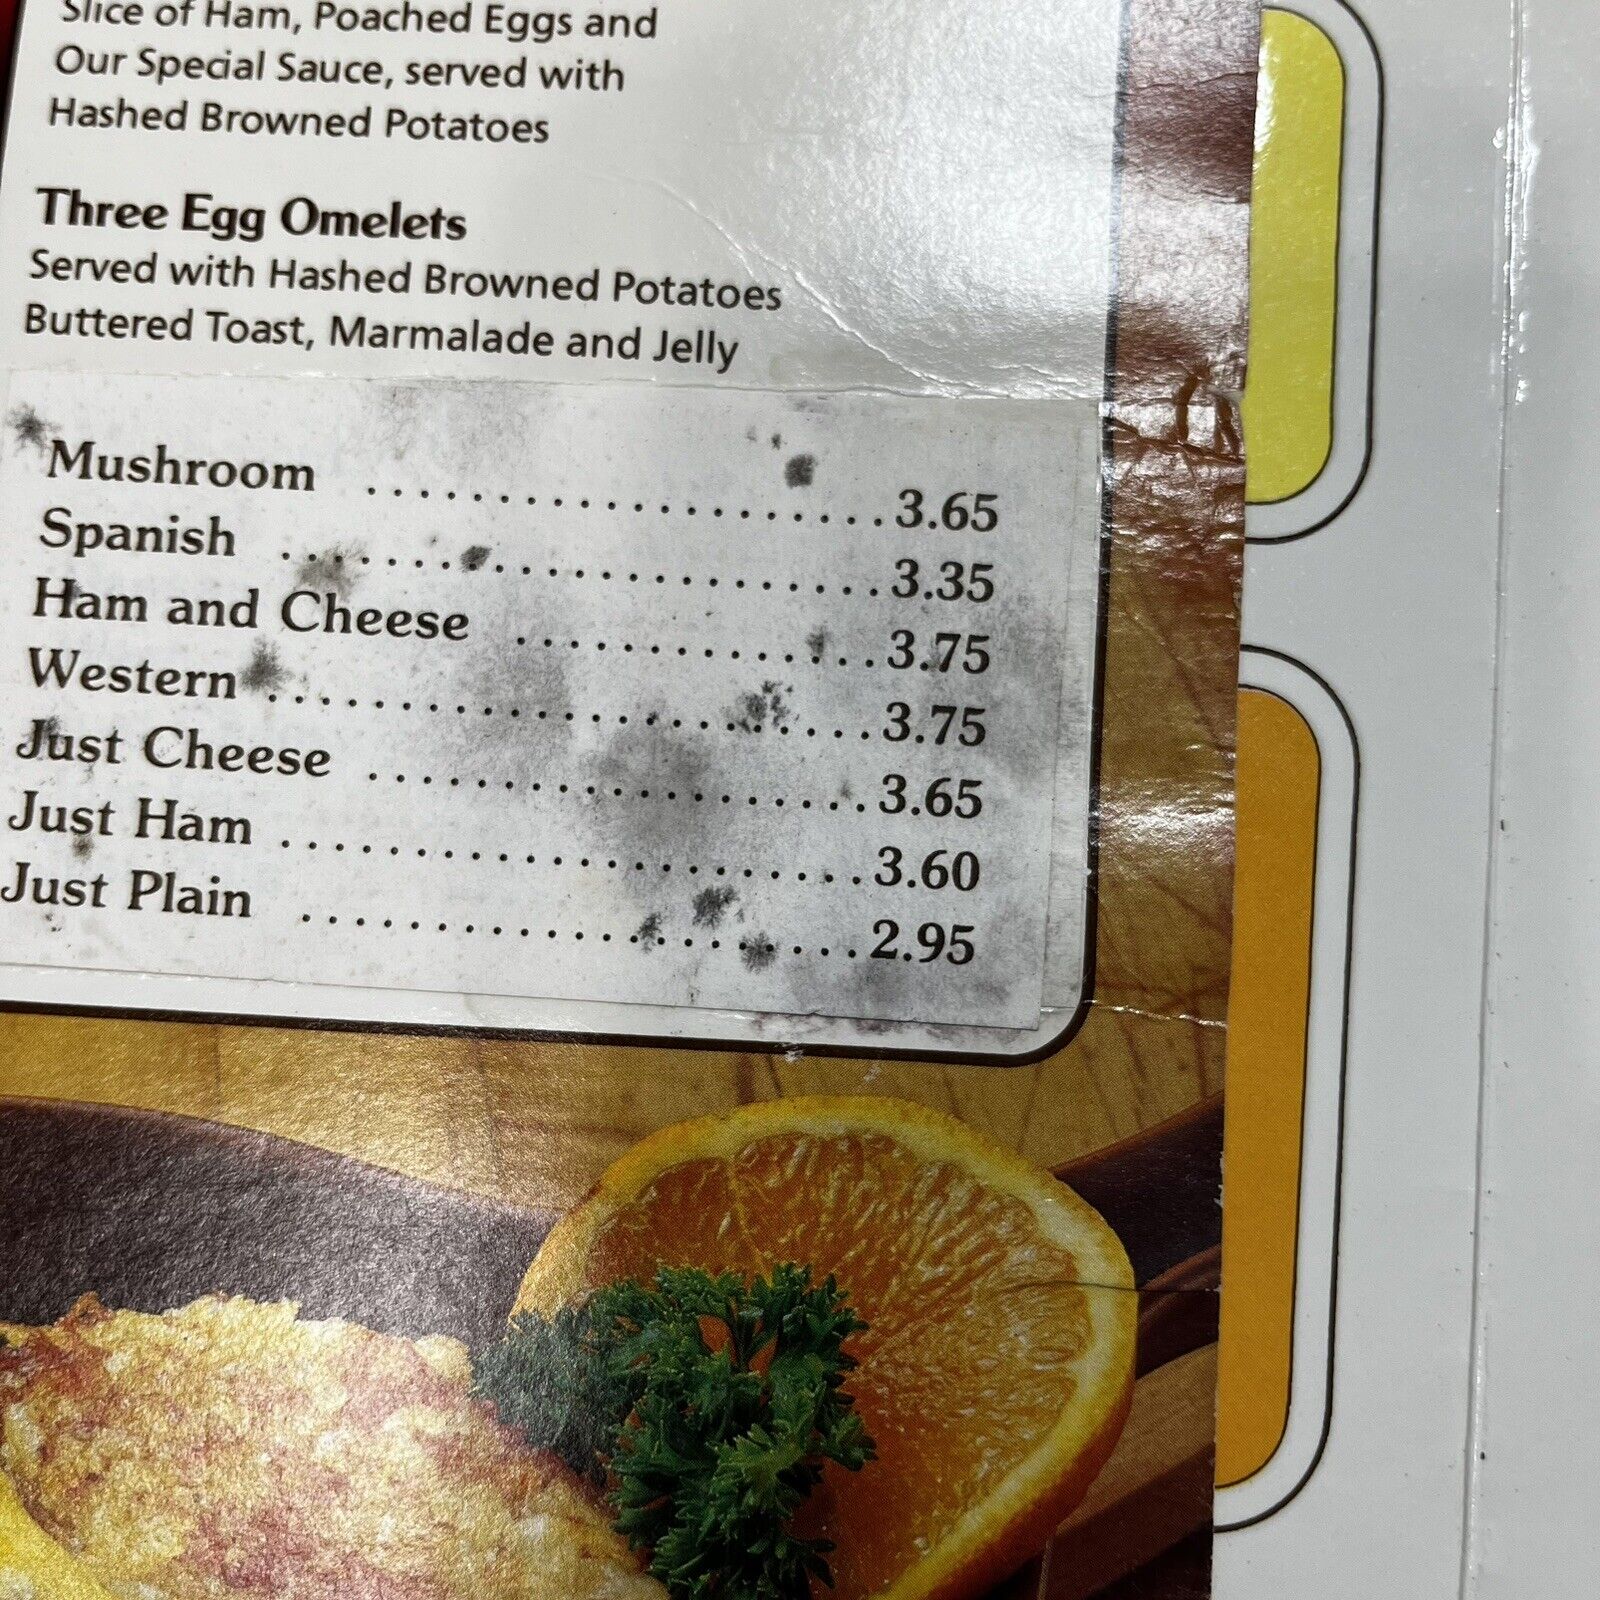 Slice of Ham, Poached Eggs and
Our Special Sauce, served with
Hashed Browned Potatoes
Three Egg Omelets
Served with Hashed Browned Potatoes
Buttered Toast, Marmalade and Jelly
Mushroom ....................3.65
Spanish .......................3.35
Ham and Cheese ..............3.75
Western .......................3.75
Just Cheese ...................3.65
Just Ham ......................3.60
Just Plain .....................2.95